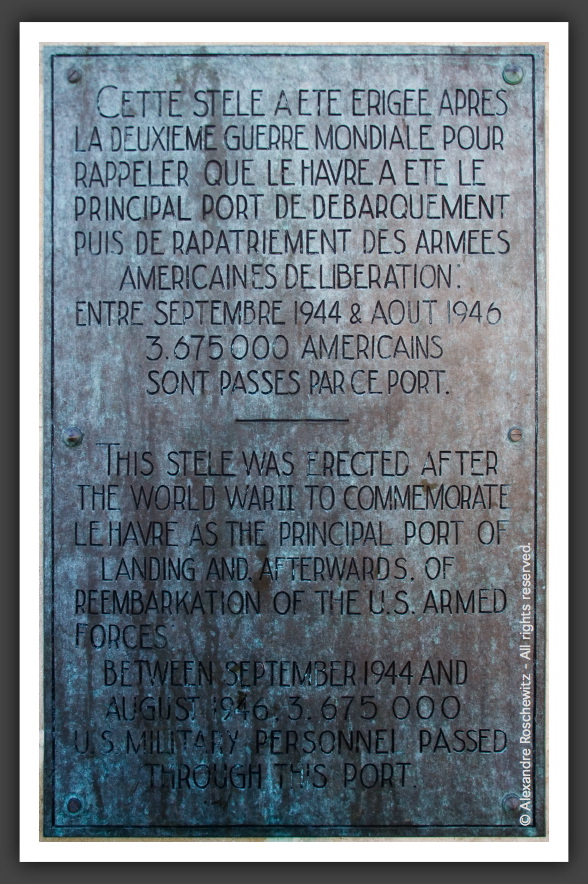 CETTE STELE A ETE ERIGEE APRES
LA DEUXIEME GUERRE MONDIALE POUR
RAPPELER QUE LE HAVRE A ETE LE
PRINCIPAL PORT DE DEBARQUEMENT
PUIS DE RAPATRIEMENT DES ARMEES
AMERICAINES DE LIBERATION.
ENTRE SEPTEMBRE 1944 & AOUT 1946
3.675000 AMERICAINS
SONT PASSES PAR CE PORT.
THIS STELE WAS ERECTED AFTER
THE WORLD WAR II TO COMMEMORATE
LE HAVRE AS THE PRINCIPAL PORT OF
LANDING AND. AFTERWARDS. OF
REEMBARKATION OF THE U.S. ARMED
FORCES
BETWEEN SEPTEMBER 1944 AND
AUGUST 1946. 3.675000
U.S MILITARY PERSONNEL PASSED
THROUGH THIS PORT.
© Alexandre Roschewitz - All rights reserved.